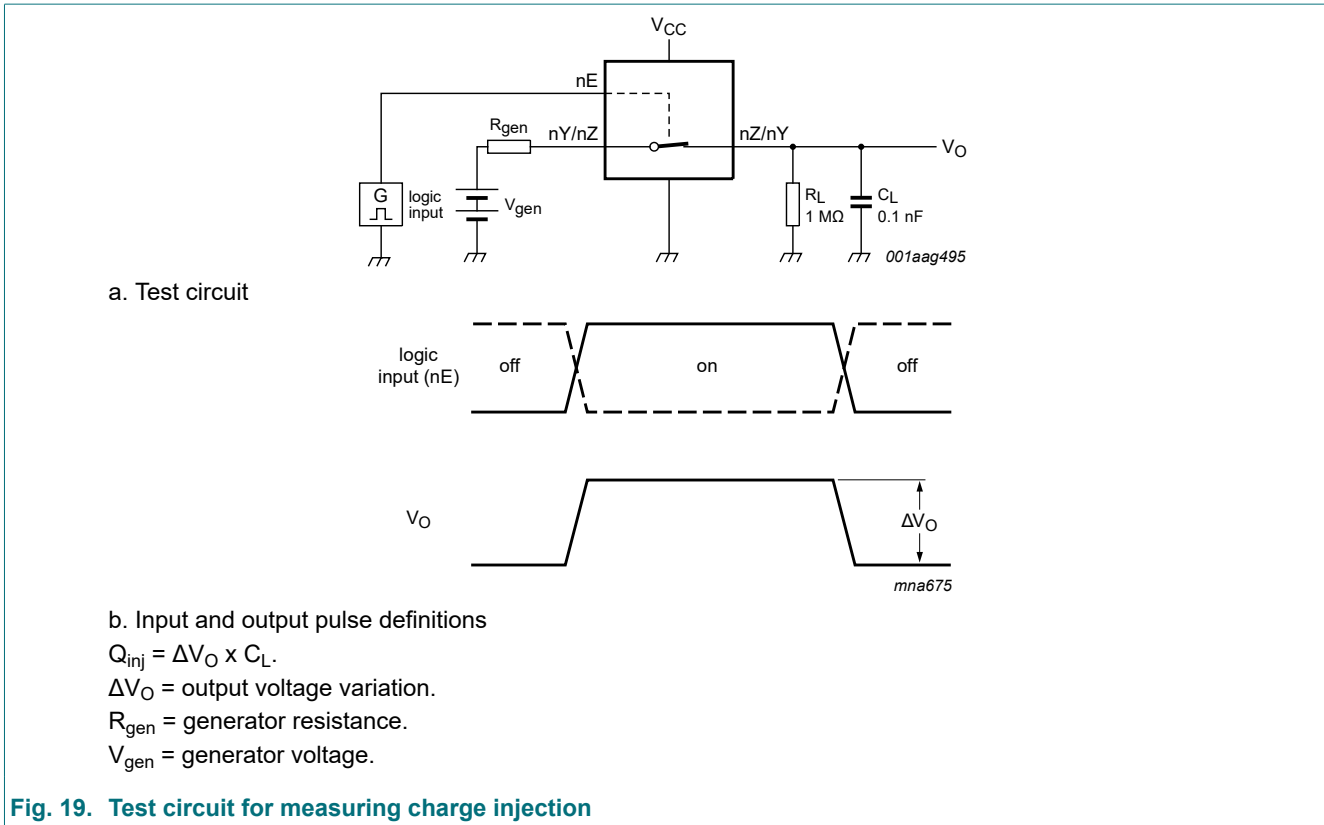 VCC
nE
Rgen
nY/nZ
nZ/nY
VO
G
logic
input
Vgen
RL
1 MΩ
CL
0.1 nF
001aag495
a. Test circuit
logic
input (nE)
off
on
off
VO
ΔVO
mna675
b. Input and output pulse definitions
Qinj = ΔVO x CL.
ΔVO = output voltage variation.
Rgen = generator resistance.
Vgen = generator voltage.
Fig. 19. Test circuit for measuring charge injection